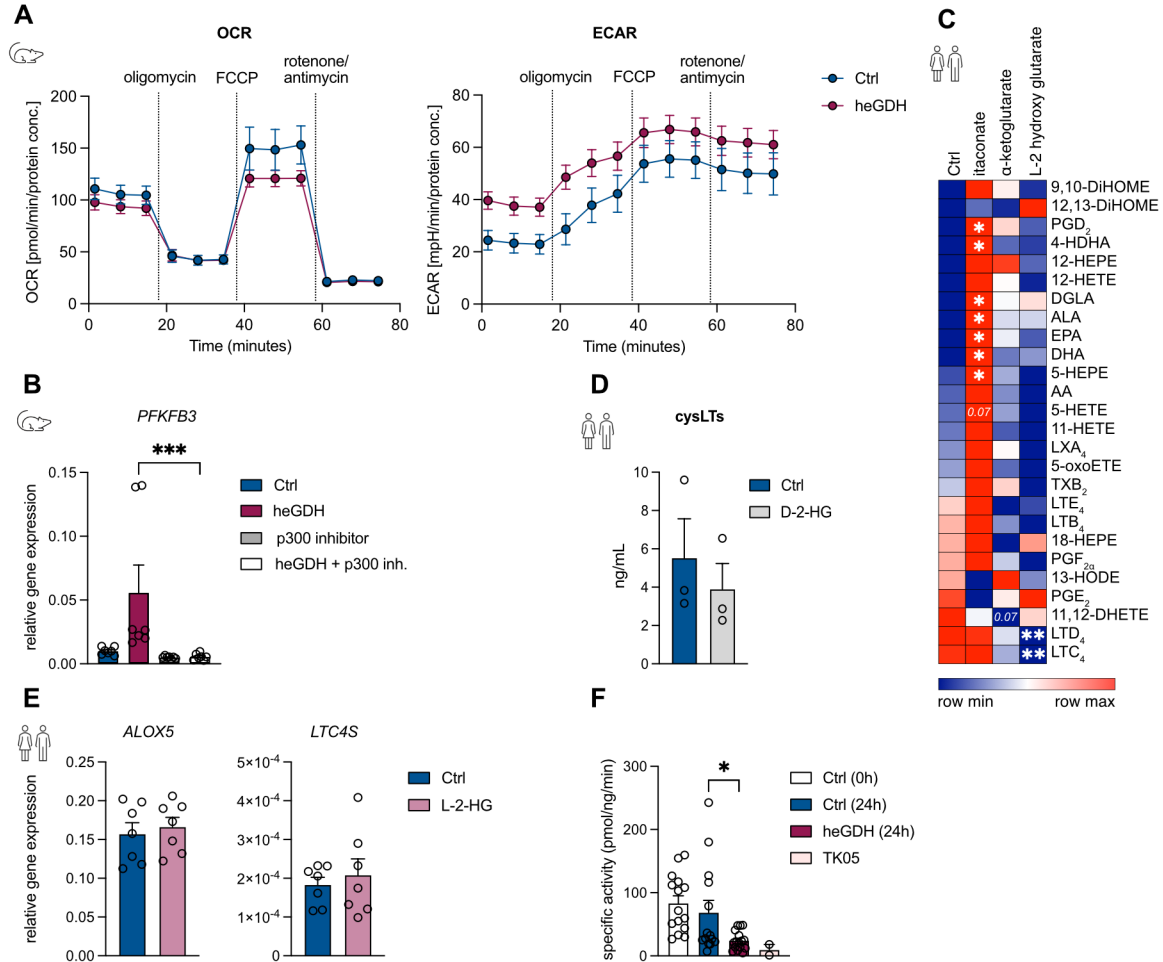 A
OCR
oligomycin
FCCP
rotenone/
antimycin
OCR [pmol/min/protein conc.]
200
150
100
50
0
0
20
40
60
80
Time (minutes)
ECAR
oligomycin
FCCP
rotenone/
antimycin
ECAR [mpH/min/protein conc.]
80
60
40
20
0
0
20
40
60
80
Time (minutes)
Ctrl
heGDH
C
Ctrl
itaconate
α-ketoglutarate
L-2 hydroxy glutarate
9,10-DiHOME
12,13-DiHOME
* PGD2
* 4-HDHA
12-HEPE
12-HETE
* DGLA
* ALA
* EPA
* DHA
* 5-HEPE
AA
0.07 5-HETE
11-HETE
LXA4
5-oxoETE
TXB2
LTE4
LTB4
18-HEPE
PGF2α
13-HODE
PGE2
0.07 11,12-DHETE
** LTD4
** LTC4
row min
row max
B
PFKFB3
***
relative gene expression
0.15
0.10
0.05
0.00
Ctrl
heGDH
p300 inhibitor
heGDH + p300 inh.
D
cysLTs
ng/mL
10
8
6
4
2
0
Ctrl
D-2-HG
E
ALOX5
relative gene expression
0.25
0.20
0.15
0.10
0.05
0.00
LTC4S
5×10-4
4×10-4
3×10-4
2×10-4
1×10-4
0
Ctrl
L-2-HG
F
*
specific activity (pmol/ng/min)
300
200
100
0
Ctrl (0h)
Ctrl (24h)
heGDH (24h)
TK05